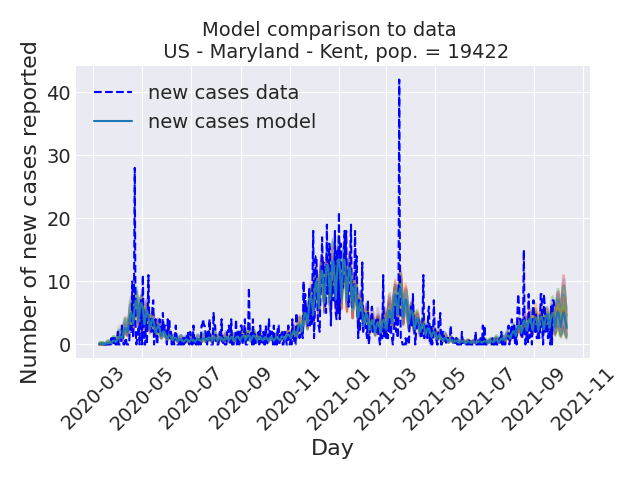 Model comparison to data
US - Maryland - Kent, pop. = 19422
new cases data
new cases model
Number of new cases reported
40
30
20
10
0
2020-03
2020-05
2020-07
2020-09
2020-11
2021-01
2021-03
2021-05
2021-07
2021-09
2021-11
Day